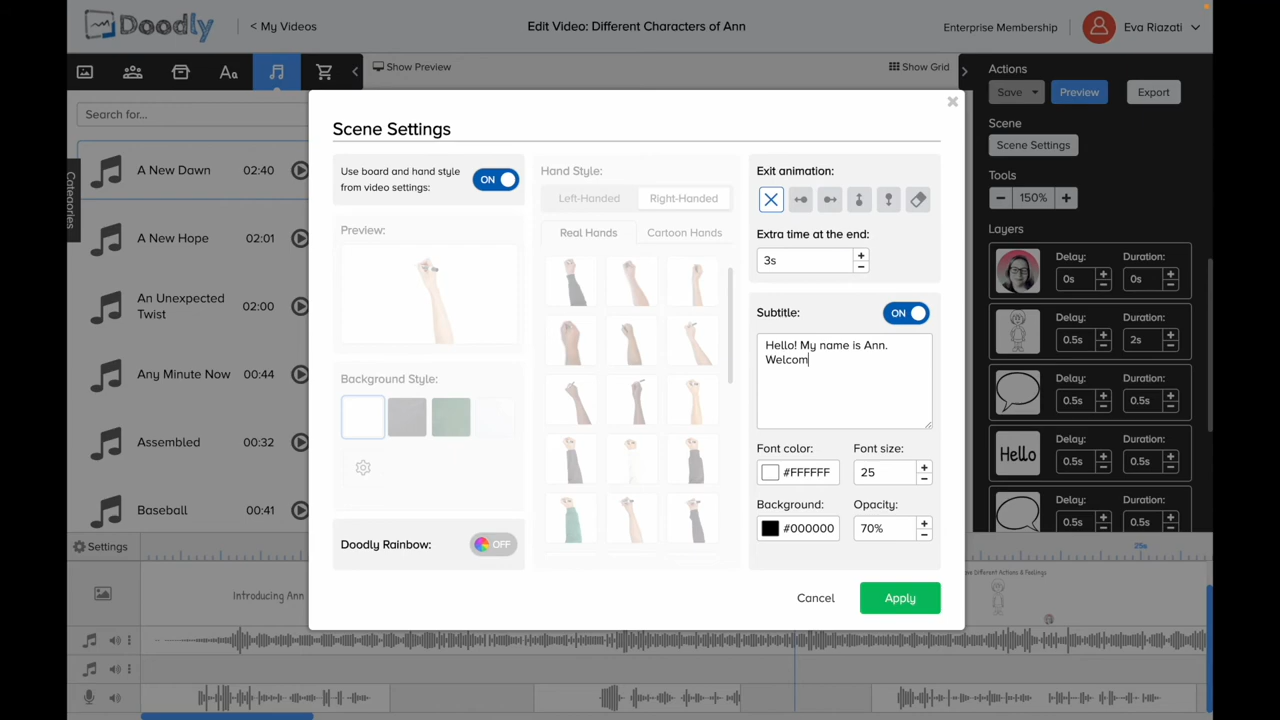 Doodly
< My Videos
Edit Video: Different Characters of Ann
Enterprise Membership
Eva Riazati
Aa
Show Preview
Show Grid
Actions
Save
Preview
Export
Search for...
Scene Settings
Scene
Scene Settings
Categories
A New Dawn 02:40
A New Hope 02:01
An Unexpected
Twist 02:00
Any Minute Now 00:44
Assembled 00:32
Baseball 00:41
Use board and hand style
from video settings: ON
Preview:
Background Style:
Doodly Rainbow: OFF
Hand Style:
Left-Handed Right-Handed
Real Hands Cartoon Hands
Exit animation:
Extra time at the end:
3s
Subtitle: ON
Hello! My name is Ann.
Welcom
Font color: Font size:
#FFFFFF 25
Background: Opacity:
#000000 70%
Cancel Apply
Tools
150%
Layers
Delay: Duration:
0s 0s
Delay: Duration:
0.5s 2s
Delay: Duration:
0.5s 0.5s
Hello
Delay: Duration:
0.5s 0.5s
Delay: Duration:
0.5s 0.5s
Settings
25s
Introducing Ann
Different Actions & Feelings